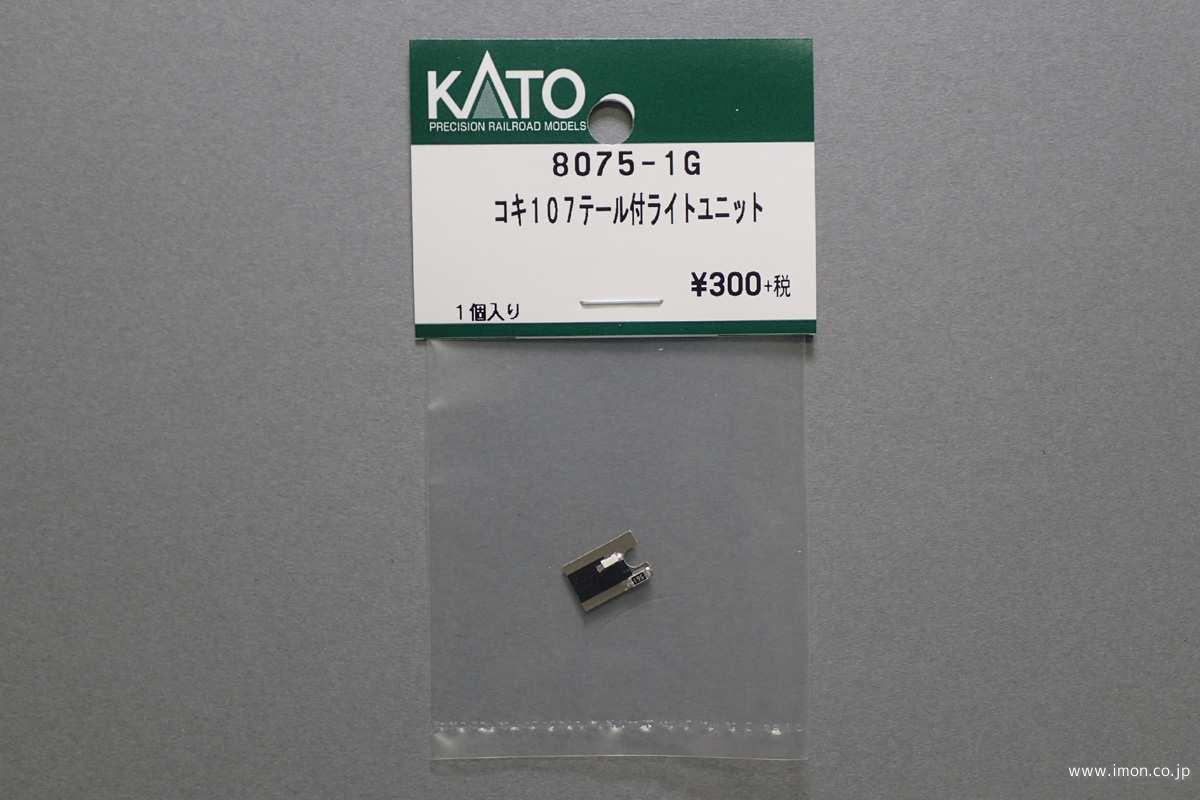 KATO
PRECISION RAILROAD MODELS
8075-1G
コキ107テール付ライトユニット
¥300+税
1個入り
www.imon.co.jp